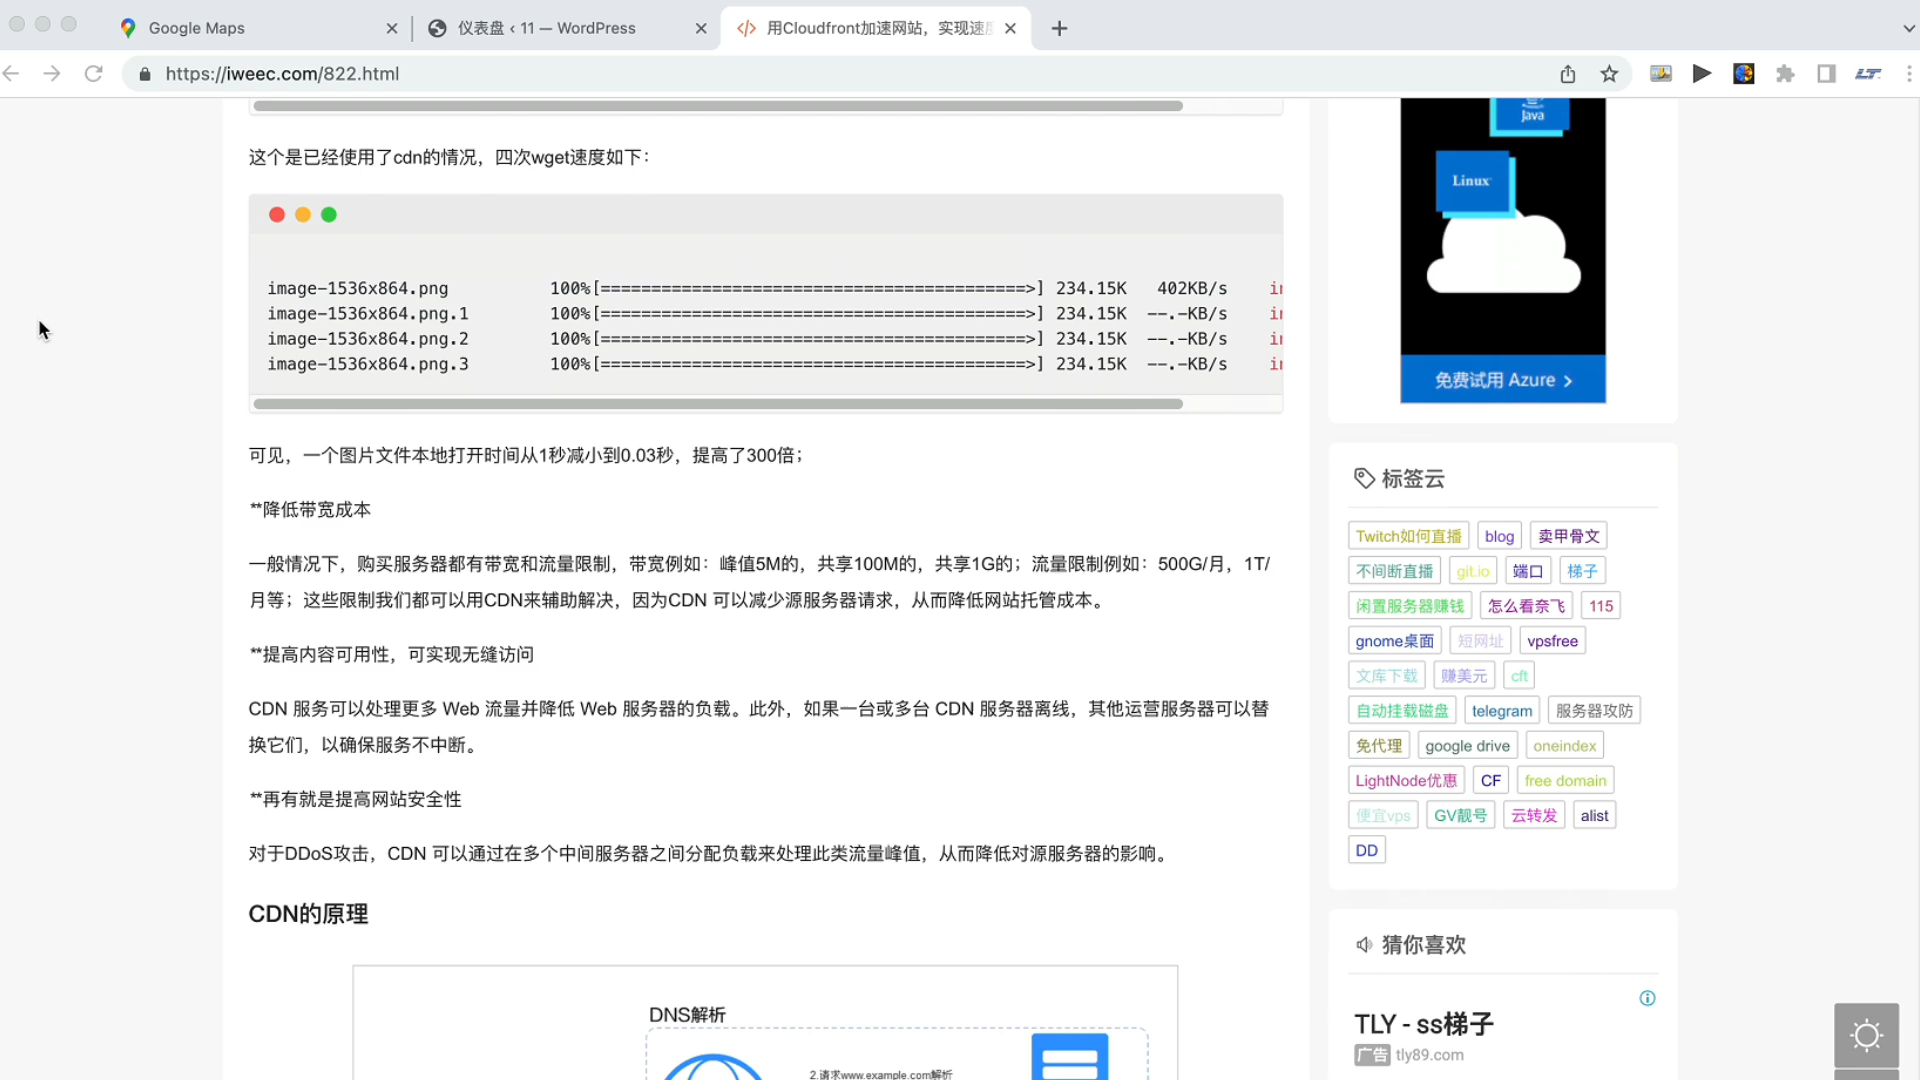 Google Maps
仪表盘 ‹ 11 — WordPress
用Cloudfront加速网站，实现速度
https://iweec.com/822.html
这个是已经使用了cdn的情况，四次wget速度如下：
image-1536x864.png 100%[==========================================>] 234.15K 402KB/s in
image-1536x864.png.1 100%[==========================================>] 234.15K --.-KB/s in
image-1536x864.png.2 100%[==========================================>] 234.15K --.-KB/s in
image-1536x864.png.3 100%[==========================================>] 234.15K --.-KB/s in
可见，一个图片文件本地打开时间从1秒减小到0.03秒，提高了300倍；
**降低带宽成本
一般情况下，购买服务器都有带宽和流量限制，带宽例如：峰值5M的，共享100M的，共享1G的；流量限制例如：500G/月，1T/
月等；这些限制我们都可以用CDN来辅助解决，因为CDN 可以减少源服务器请求，从而降低网站托管成本。
**提高内容可用性，可实现无缝访问
CDN 服务可以处理更多 Web 流量并降低 Web 服务器的负载。此外，如果一台或多台 CDN 服务器离线，其他运营服务器可以替
换它们，以确保服务不中断。
**再有就是提高网站安全性
对于DDoS攻击，CDN 可以通过在多个中间服务器之间分配负载来处理此类流量峰值，从而降低对源服务器的影响。
CDN的原理
DNS解析
2.请求www.example.com解析
Java
Linux
免费试用 Azure >
标签云
Twitch如何直播 blog 卖甲骨文
不间断直播 git.io 端口 梯子
闲置服务器赚钱 怎么看奈飞 115
gnome桌面 短网址 vpsfree
文库下载 赚美元 cft
自动挂载磁盘 telegram 服务器攻防
免代理 google drive oneindex
LightNode优惠 CF free domain
便宜vps GV靓号 云转发 alist
DD
猜你喜欢
TLY - ss梯子
广告 tly89.com